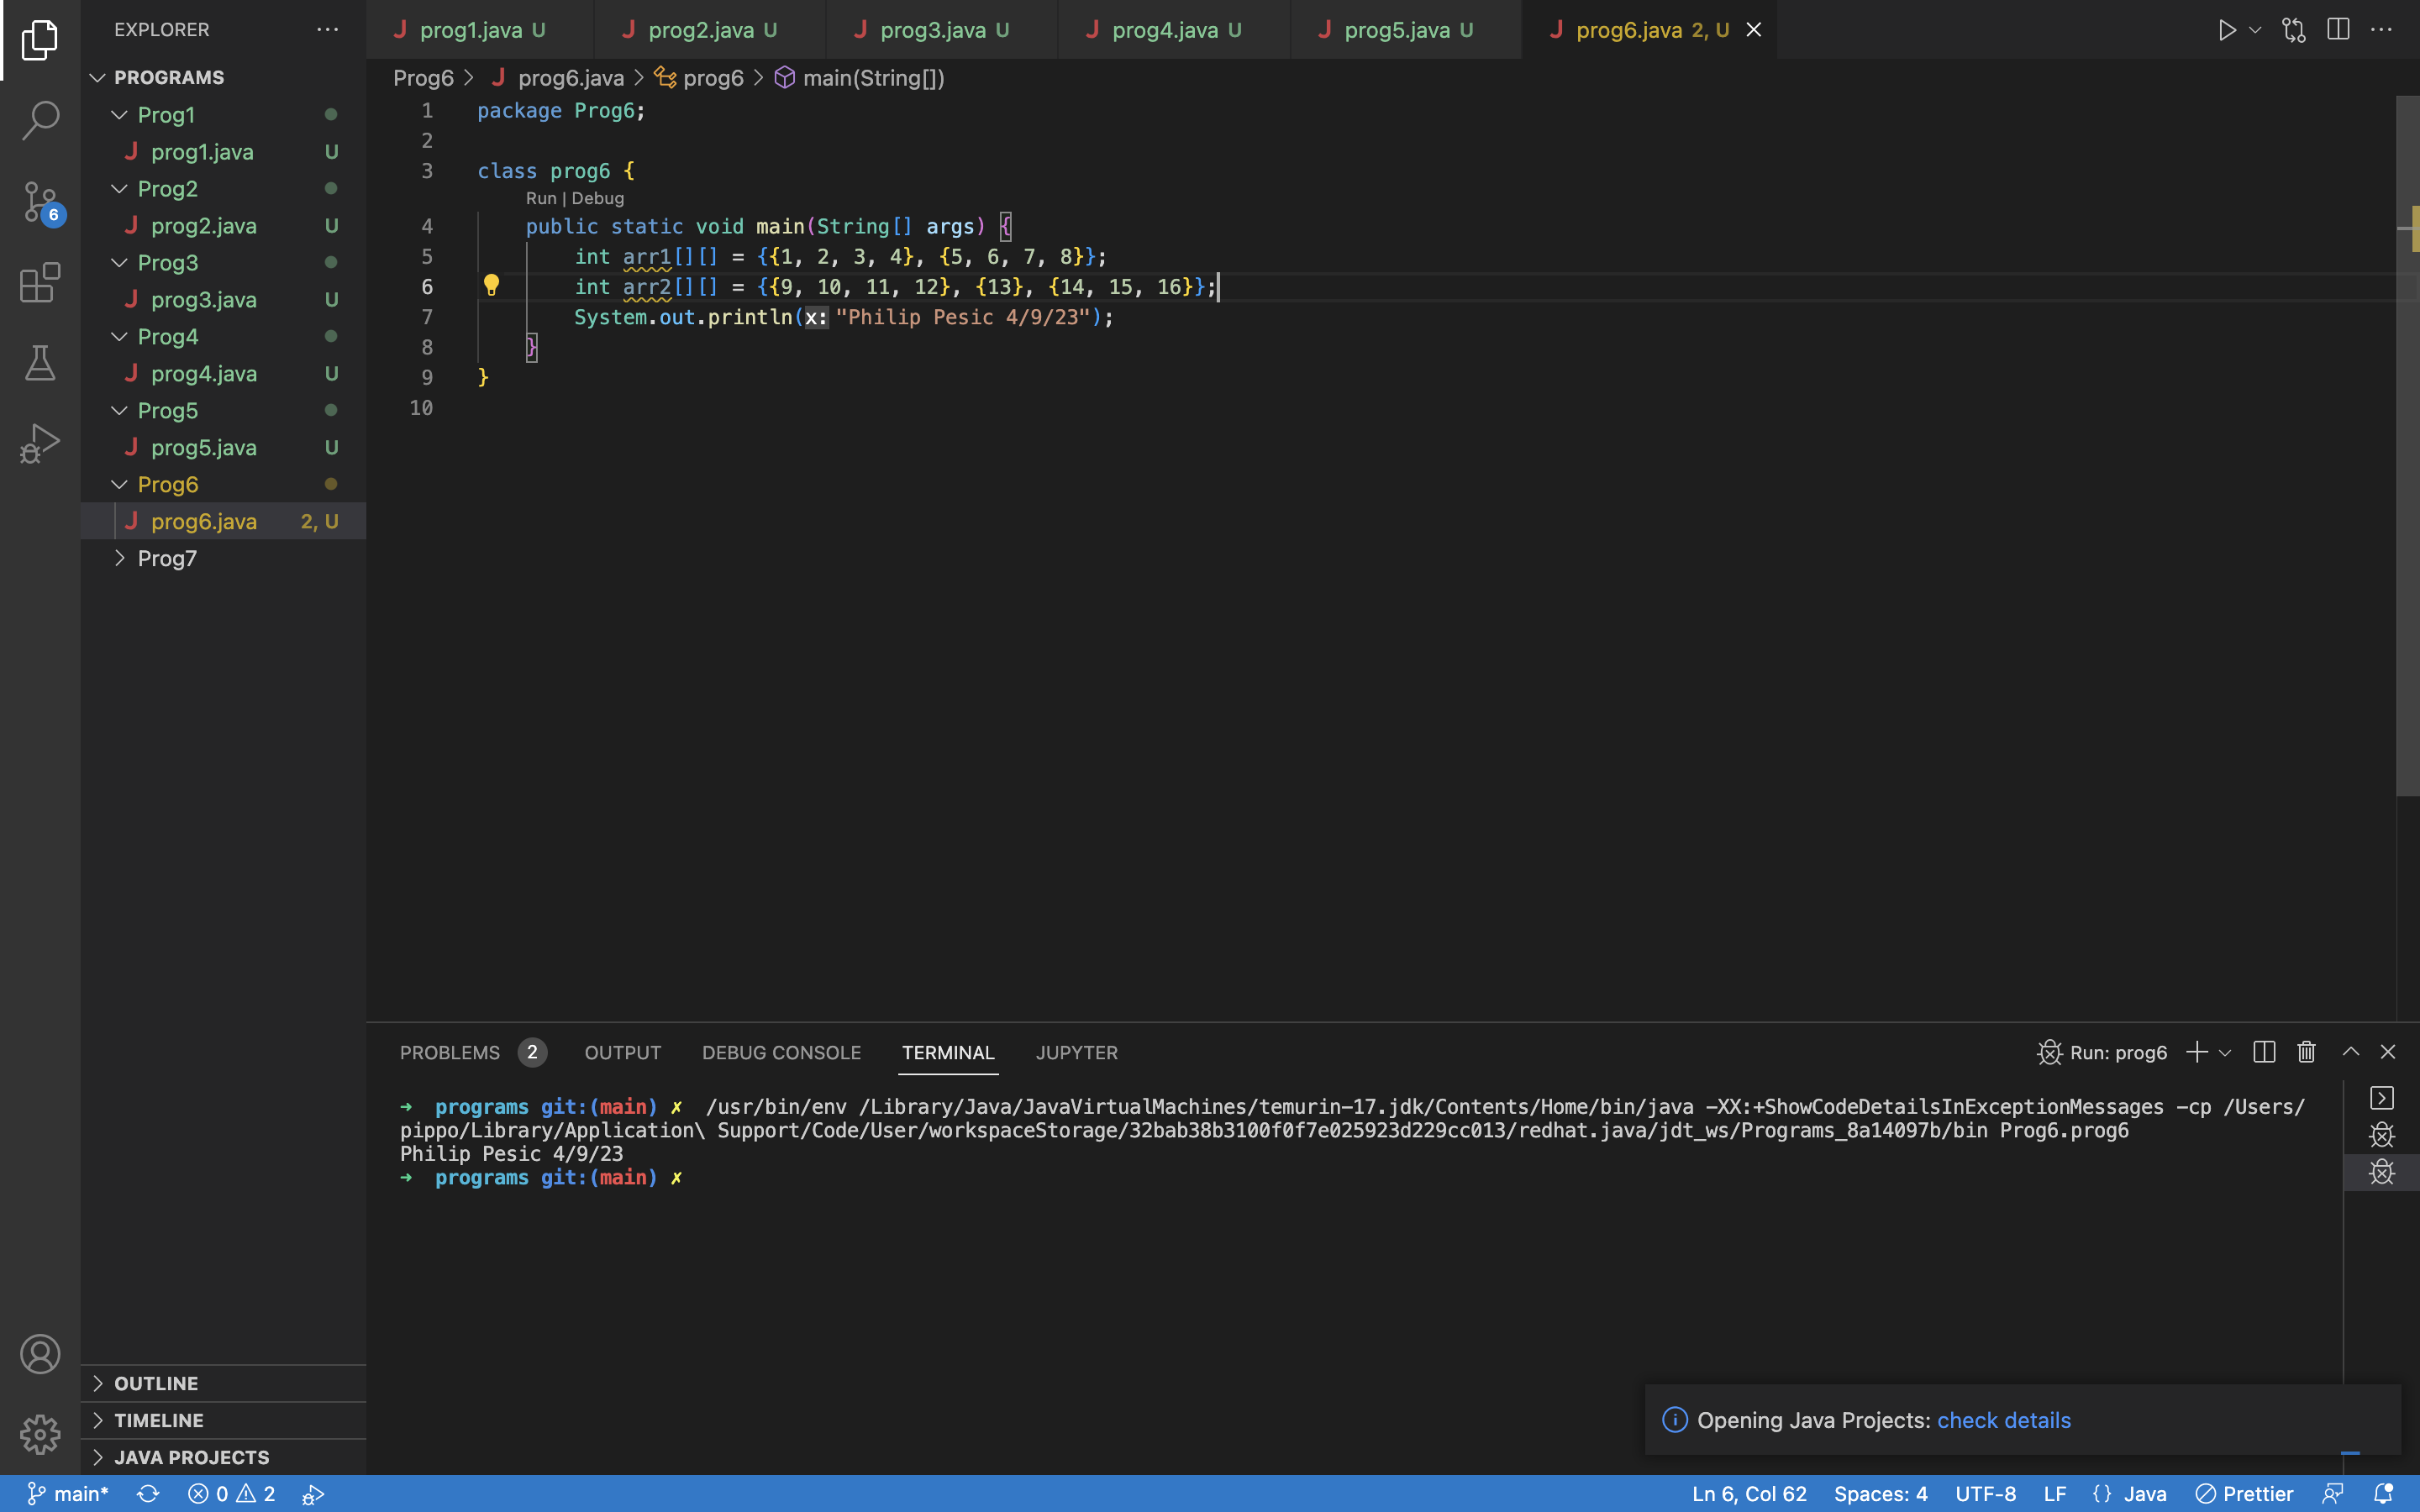 EXPLORER
PROGRAMS
Prog1
prog1.java U
Prog2
prog2.java U
Prog3
prog3.java U
Prog4
prog4.java U
Prog5
prog5.java U
Prog6
prog6.java 2, U
Prog7
OUTLINE
TIMELINE
JAVA PROJECTS
prog1.java U prog2.java U prog3.java U prog4.java U prog5.java U prog6.java 2, U
Prog6 > prog6.java > prog6 > main(String[])
1 package Prog6;
2
3 class prog6 {
Run | Debug
4 public static void main(String[] args) {
5 int arr1[][] = {{1, 2, 3, 4}, {5, 6, 7, 8}};
6 int arr2[][] = {{9, 10, 11, 12}, {13}, {14, 15, 16}};
7 System.out.println(x: "Philip Pesic 4/9/23");
8 }
9 }
10
PROBLEMS 2 OUTPUT DEBUG CONSOLE TERMINAL JUPYTER Run: prog6
➜ programs git:(main) ✗ /usr/bin/env /Library/Java/JavaVirtualMachines/temurin-17.jdk/Contents/Home/bin/java -XX:+ShowCodeDetailsInExceptionMessages -cp /Users/
pippo/Library/Application\ Support/Code/User/workspaceStorage/32bab38b3100f0f7e025923d229cc013/redhat.java/jdt_ws/Programs_8a14097b/bin Prog6.prog6
Philip Pesic 4/9/23
➜ programs git:(main) ✗
Opening Java Projects: check details
6
main* 0 2 Ln 6, Col 62 Spaces: 4 UTF-8 LF {} Java Prettier